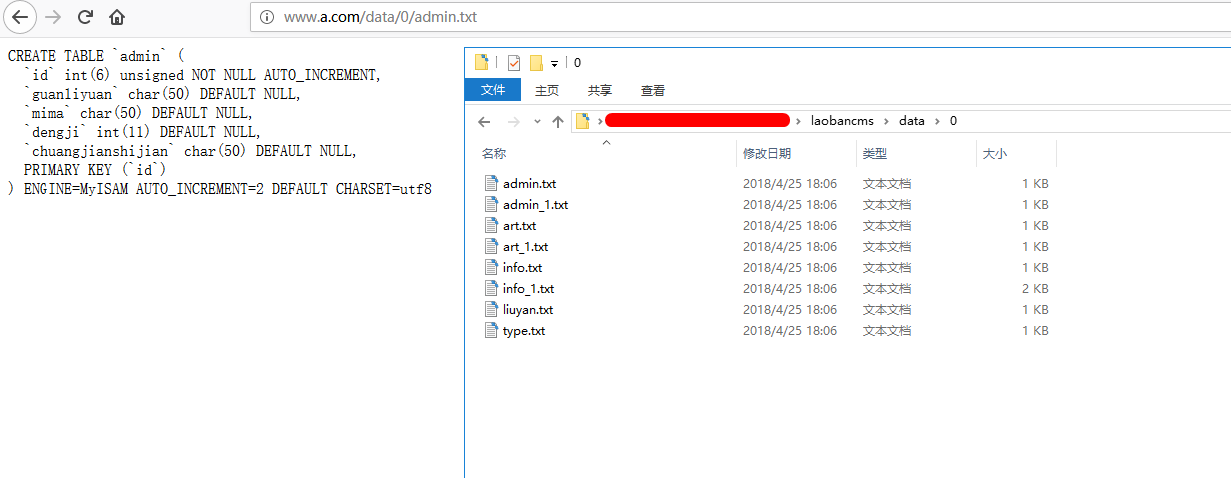 www.a.com/data/0/admin.txt
CREATE TABLE `admin` (
`id` int(6) unsigned NOT NULL AUTO_INCREMENT,
`guanliyuan` char(50) DEFAULT NULL,
`mima` char(50) DEFAULT NULL,
`dengji` int(11) DEFAULT NULL,
`chuangjianshijian` char(50) DEFAULT NULL,
PRIMARY KEY (`id`)
) ENGINE=MyISAM AUTO_INCREMENT=2 DEFAULT CHARSET=utf8
0
文件 主页 共享 查看
laobancms data 0
名称 修改日期 类型 大小
admin.txt 2018/4/25 18:06 文本文档 1 KB
admin_1.txt 2018/4/25 18:06 文本文档 1 KB
art.txt 2018/4/25 18:06 文本文档 1 KB
art_1.txt 2018/4/25 18:06 文本文档 1 KB
info.txt 2018/4/25 18:06 文本文档 1 KB
info_1.txt 2018/4/25 18:06 文本文档 2 KB
liuyan.txt 2018/4/25 18:06 文本文档 1 KB
type.txt 2018/4/25 18:06 文本文档 1 KB